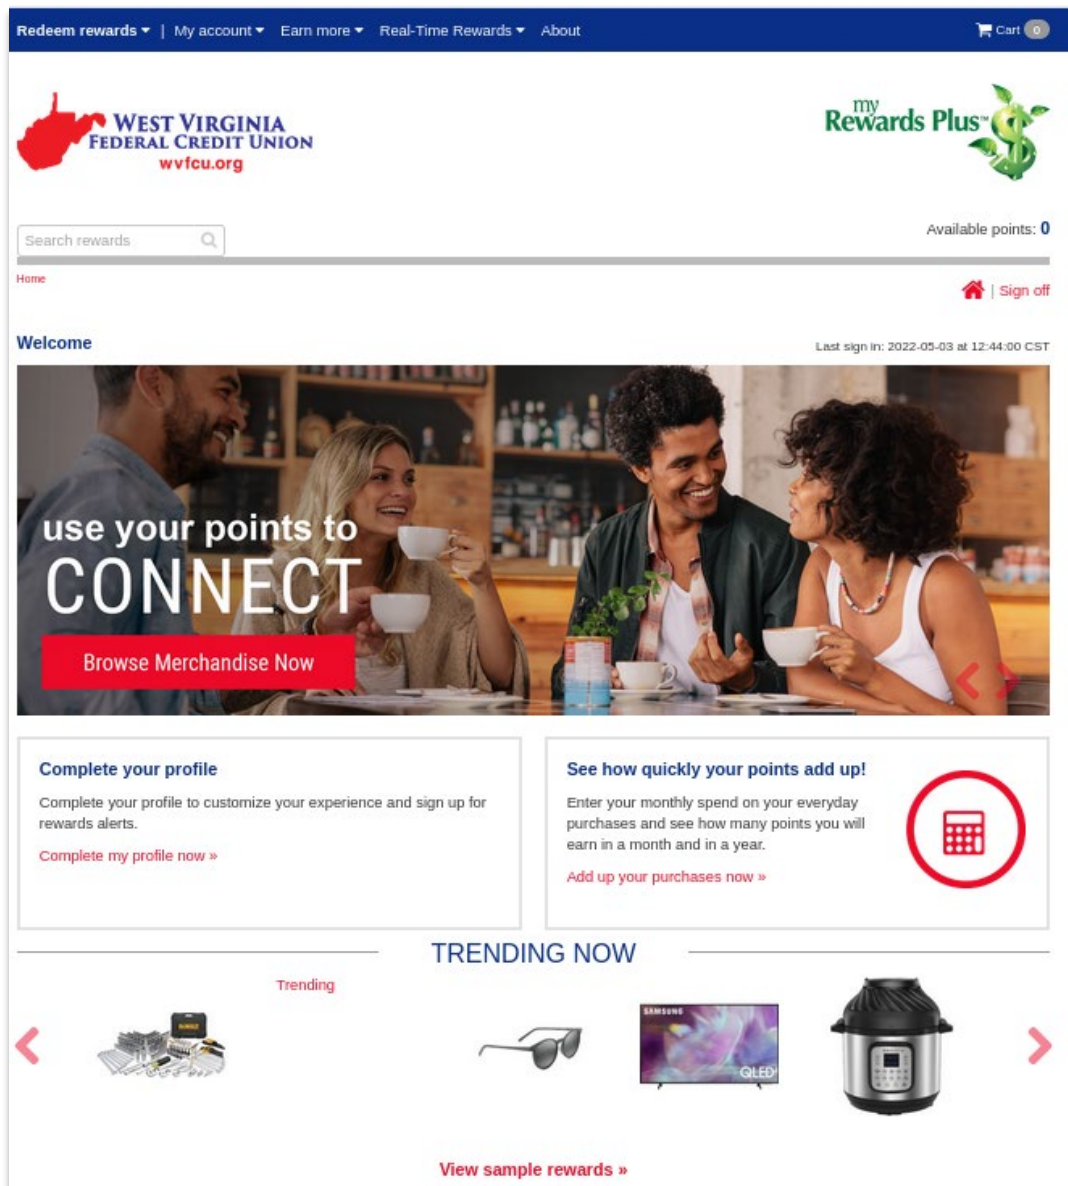 Redeem rewards | My account Earn more Real-Time Rewards About Cart 0
WEST VIRGINIA
FEDERAL CREDIT UNION
wvfcu.org
my
Rewards Plus™
Search rewards
Available points: 0
Home
| Sign off
Welcome
Last sign in: 2022-05-03 at 12:44:00 CST
use your points to
CONNECT
Browse Merchandise Now
Complete your profile
Complete your profile to customize your experience and sign up for
rewards alerts.
Complete my profile now »
See how quickly your points add up!
Enter your monthly spend on your everyday
purchases and see how many points you will
earn in a month and in a year.
Add up your purchases now »
TRENDING NOW
Trending
DEWALT
SAMSUNG
QLED
View sample rewards »